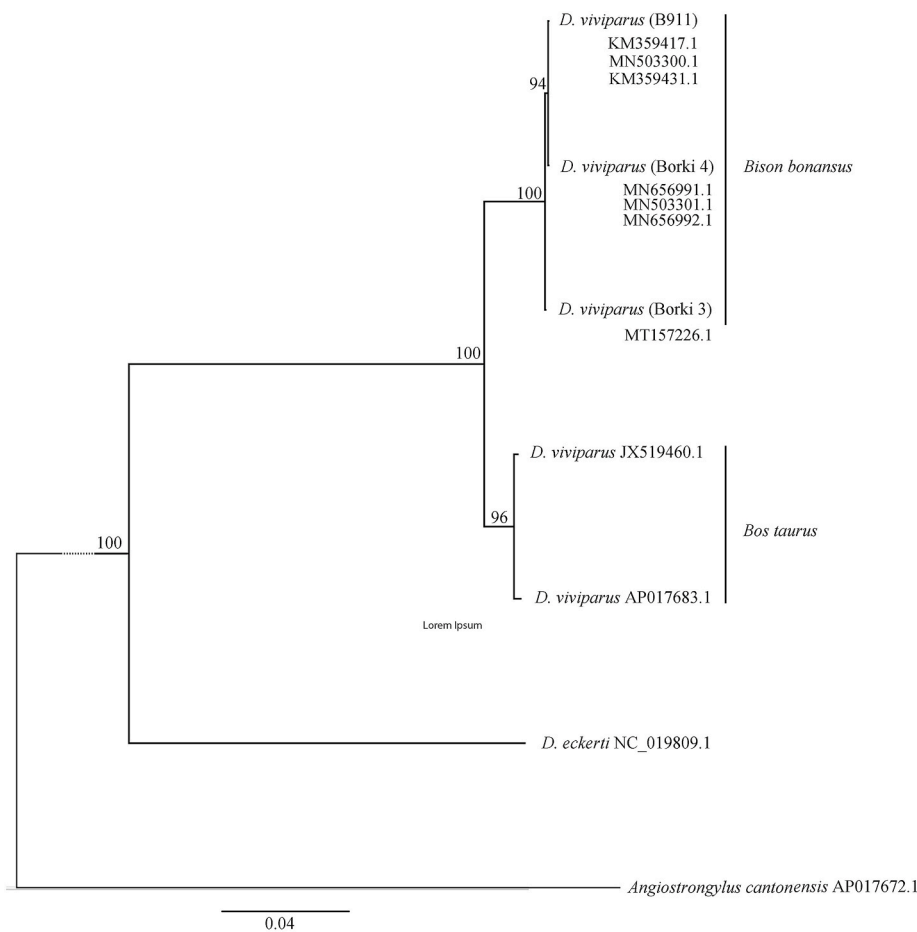 D. viviparus (B911)
KM359417.1
MN503300.1
KM359431.1
94
D. viviparus (Borki 4)
Bison bonansus
MN656991.1
MN503301.1
MN656992.1
100
D. viviparus (Borki 3)
MT157226.1
100
D. viviparus JX519460.1
96
Bos taurus
100
D. viviparus AP017683.1
Lorem Ipsum
D. eckerti NC_019809.1
Angiostrongylus cantonensis AP017672.1
0.04